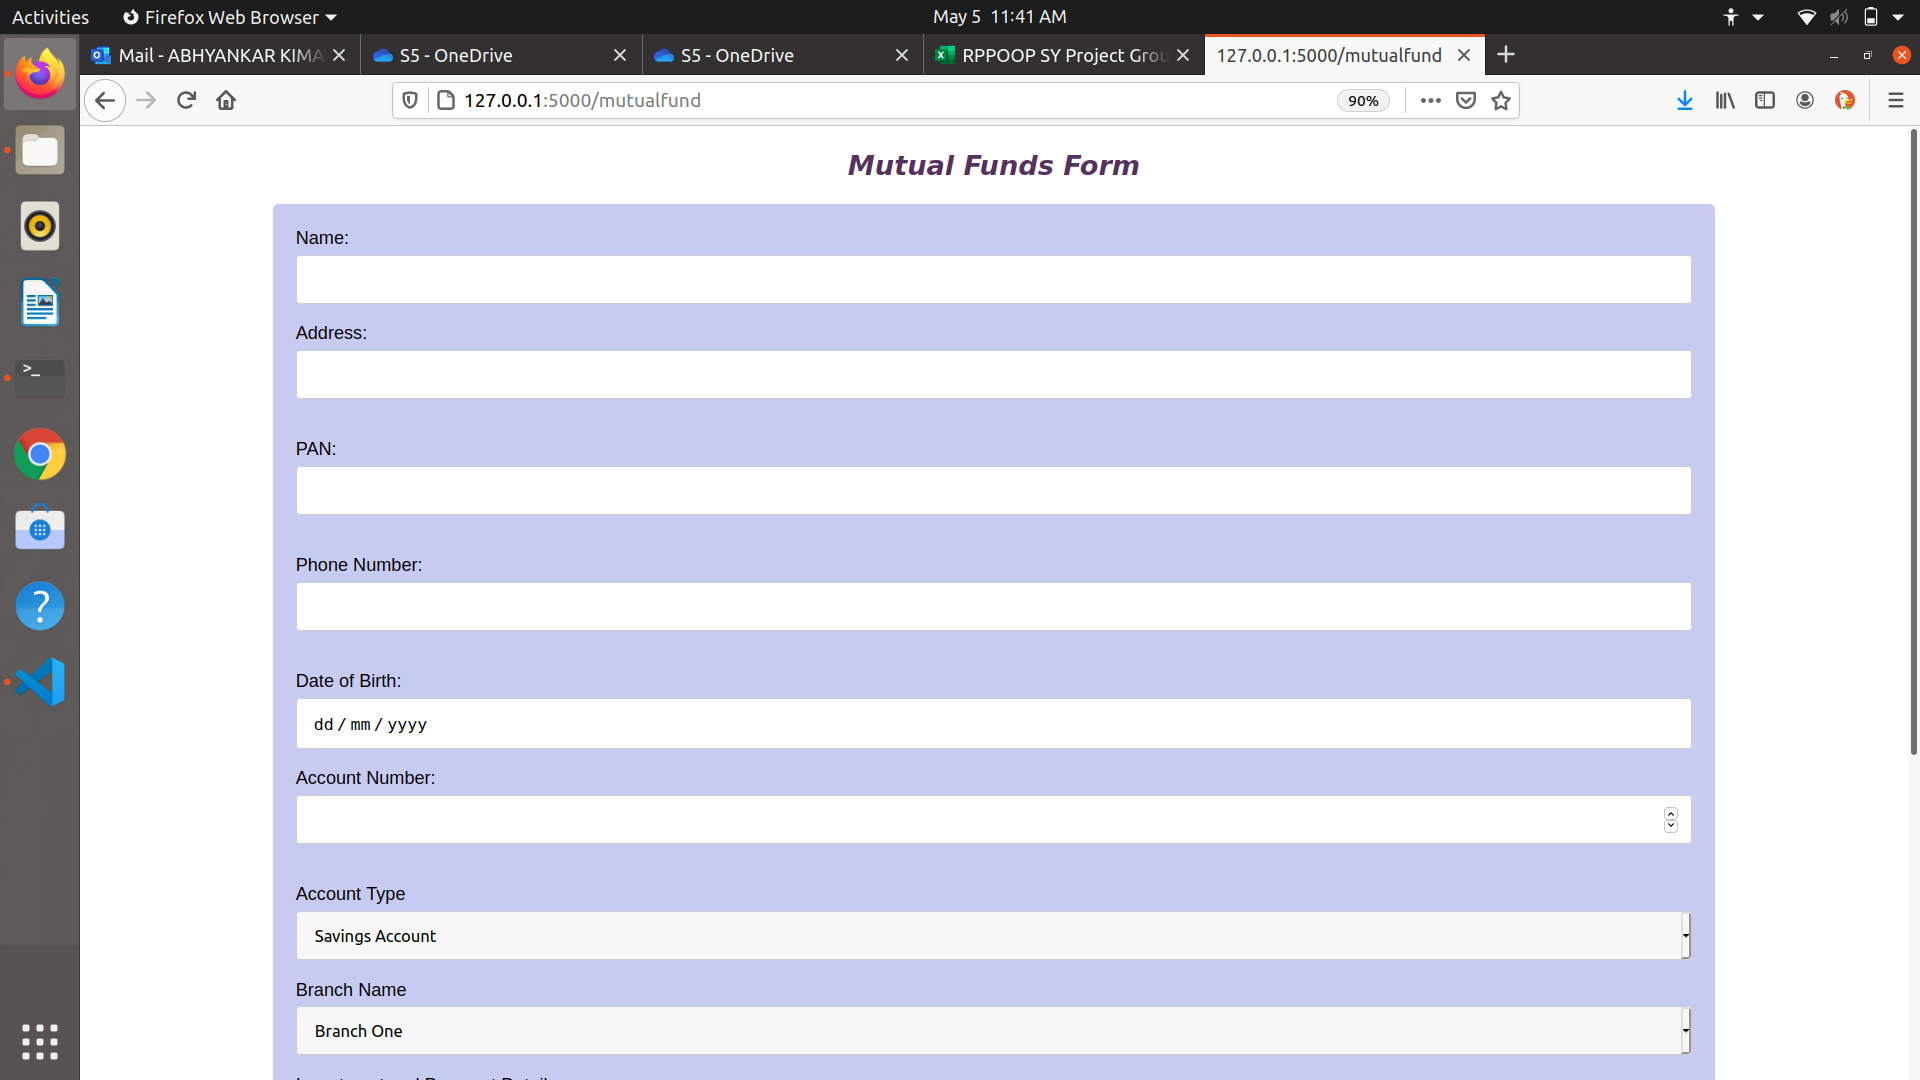 Activities Firefox Web Browser May 5 11:41 AM
Mail - ABHYANKAR KIMA S5 - OneDrive S5 - OneDrive RPPOOP SY Project Grou 127.0.0.1:5000/mutualfund
127.0.0.1:5000/mutualfund 90%
Mutual Funds Form
Name:
Address:
PAN:
Phone Number:
Date of Birth:
dd / mm / yyyy
Account Number:
Account Type
Savings Account
Branch Name
Branch One